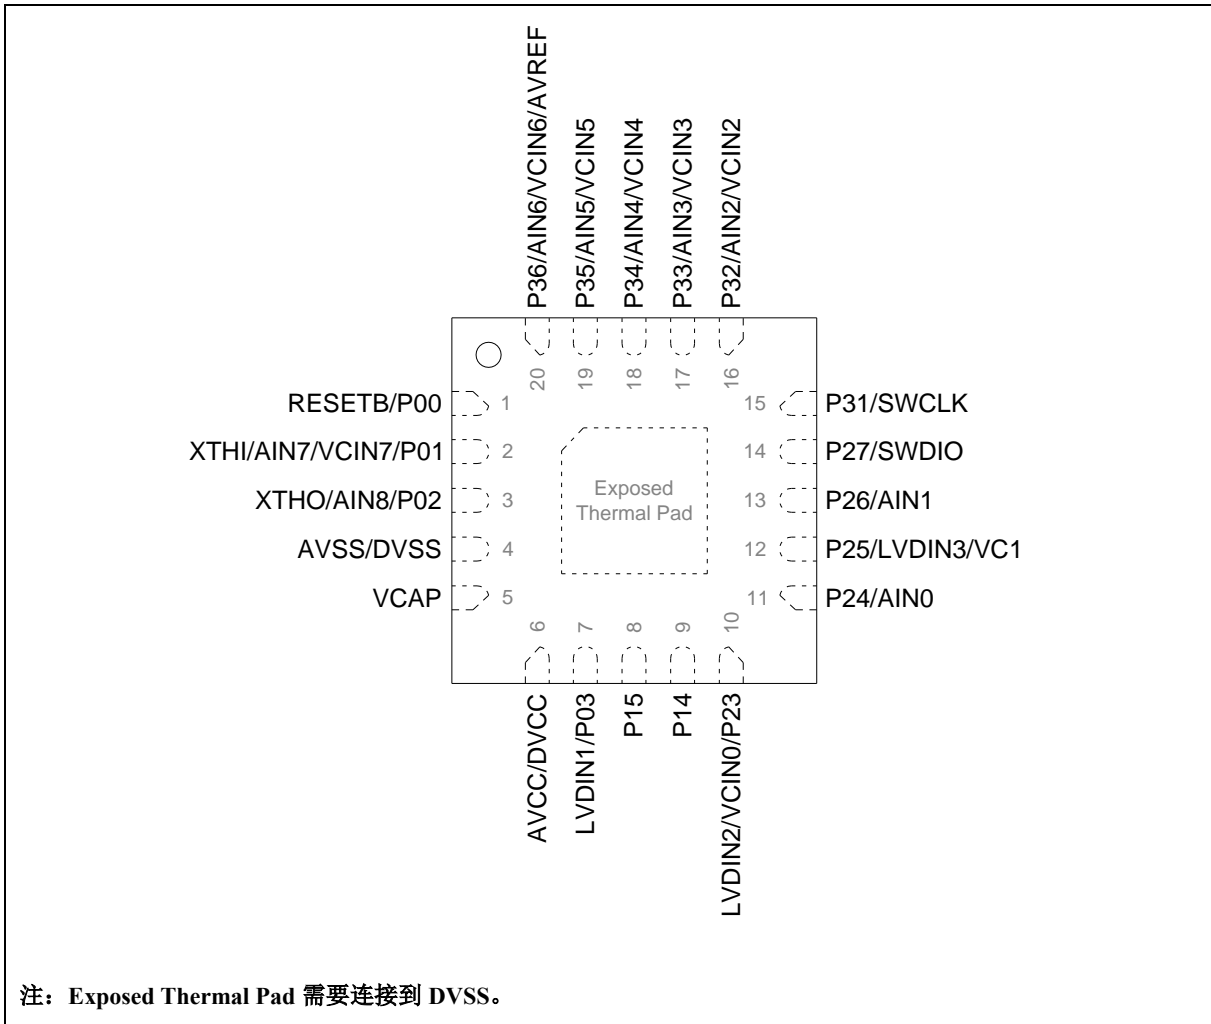 P36/AIN6/VCIN6/AVREF
P35/AIN5/VCIN5
P34/AIN4/VCIN4
P33/AIN3/VCIN3
P32/AIN2/VCIN2
20
19
18
17
16
RESETB/P00
1
15
P31/SWCLK
XTHI/AIN7/VCIN7/P01
2
14
P27/SWDIO
XTHO/AIN8/P02
3
Exposed
Thermal Pad
13
P26/AIN1
AVSS/DVSS
4
12
P25/LVDIN3/VC1
VCAP
5
11
P24/AIN0
6
7
8
9
10
AVCC/DVCC
LVDIN1/P03
P15
P14
LVDIN2/VCIN0/P23
注：Exposed Thermal Pad 需要连接到 DVSS。